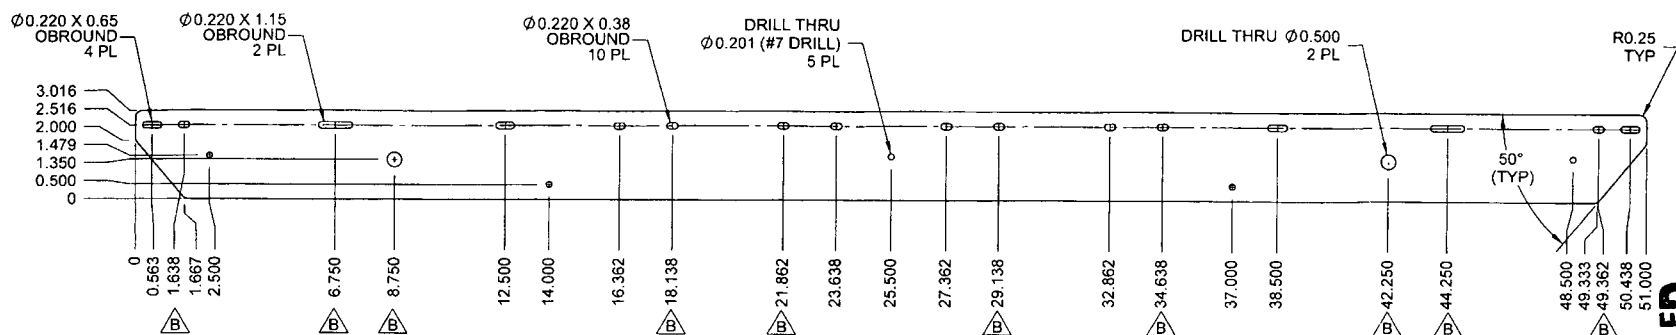 Ø0.220 X 0.65
OBROUND
4 PL
Ø0.220 X 1.15
OBROUND
2 PL
Ø0.220 X 0.38
OBROUND
10 PL
DRILL THRU
Ø0.201 (#7 DRILL)
5 PL
DRILL THRU Ø0.500
2 PL
R0.25
TYP
3.016
2.516
2.000
1.479
1.350
0.500
0
50°
(TYP)
0
0.563
1.638
1.667
2.500
6.750
8.750
12.500
14.000
16.362
18.138
21.862
23.638
25.500
27.362
29.138
32.862
34.638
37.000
38.500
42.250
44.250
48.500
49.333
49.362
50.438
51.000
B
B
B
B
B
B
B
B
B
B